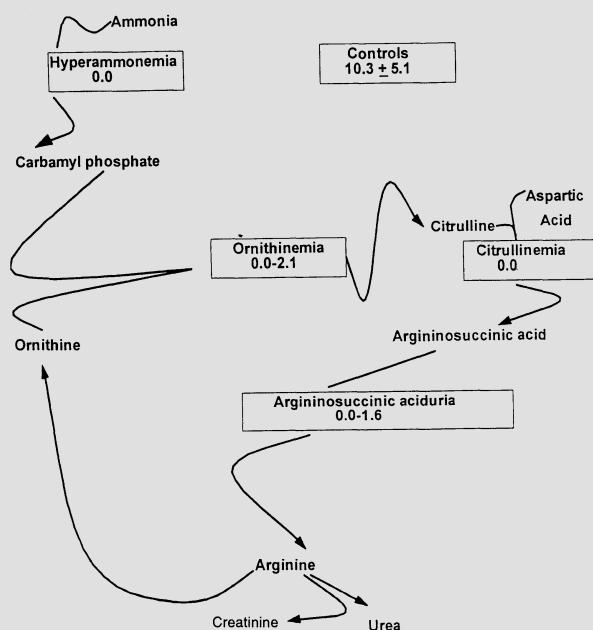 Ammonia
Hyperammonemia
0.0
Controls
10.3 ± 5.1
Carbamyl phosphate
Aspartic
Acid
Citrulline
Ornithinemia
0.0-2.1
Citrullinemia
0.0
Argininosuccinic acid
Ornithine
Argininosuccinic aciduria
0.0-1.6
Arginine
Creatinine
Urea